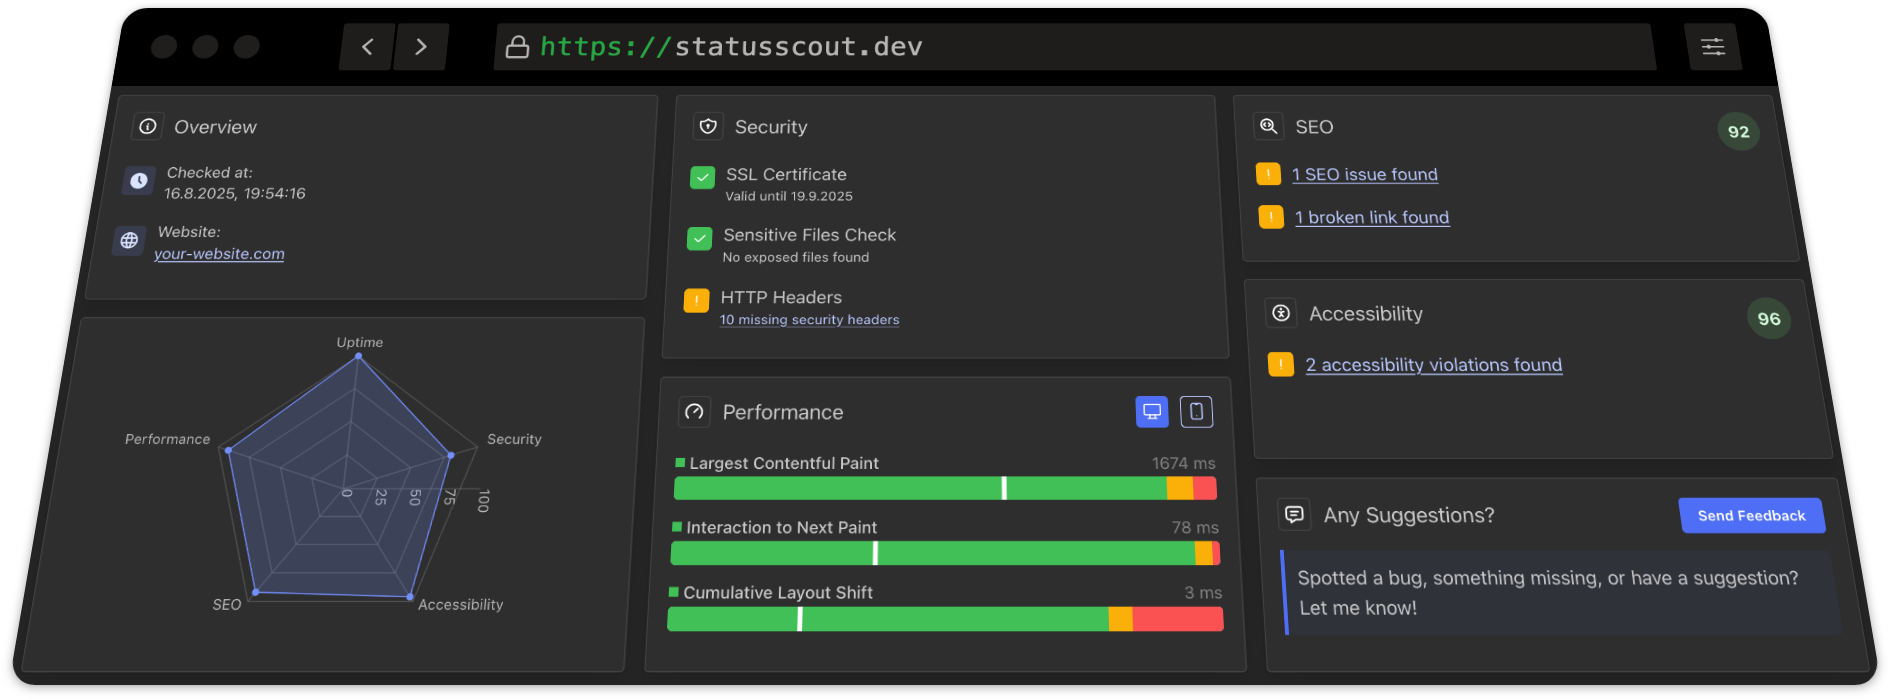 https://statusscout.dev
Overview
Checked at:
16.8.2025, 19:54:16
Website:
your-website.com
Uptime
Performance
Security
0
25
50
75
100
SEO
Accessibility
Security
SSL Certificate
Valid until 19.9.2025
Sensitive Files Check
No exposed files found
HTTP Headers
10 missing security headers
Performance
Largest Contentful Paint
1674 ms
Interaction to Next Paint
78 ms
Cumulative Layout Shift
3 ms
SEO
92
1 SEO issue found
1 broken link found
Accessibility
96
2 accessibility violations found
Any Suggestions?
Send Feedback
Spotted a bug, something missing, or have a suggestion?
Let me know!